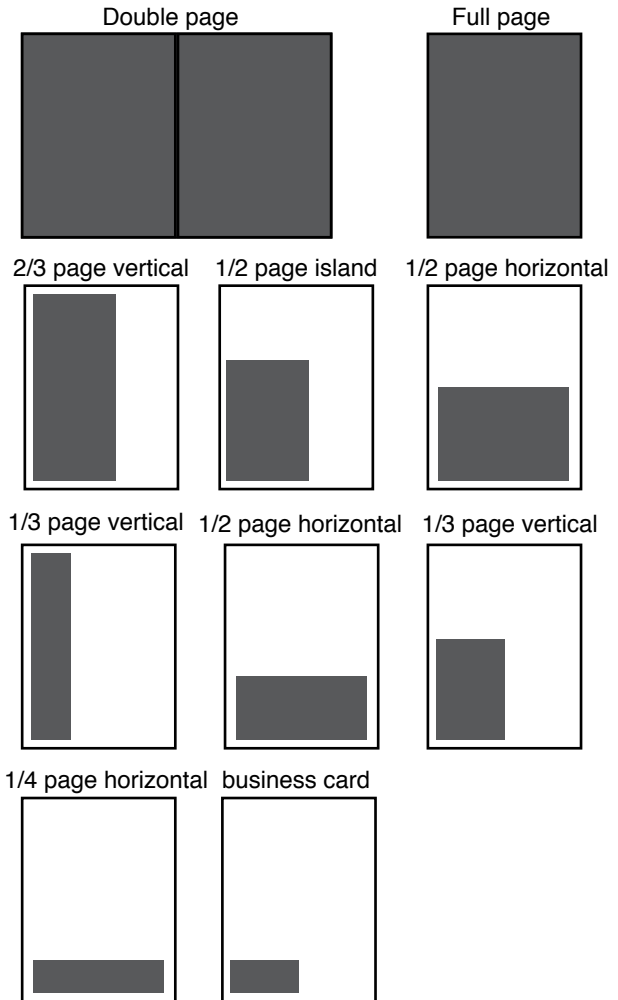 Double page
Full page
2/3 page vertical
1/2 page island
1/2 page horizontal
1/3 page vertical
1/2 page horizontal
1/3 page vertical
1/4 page horizontal
business card